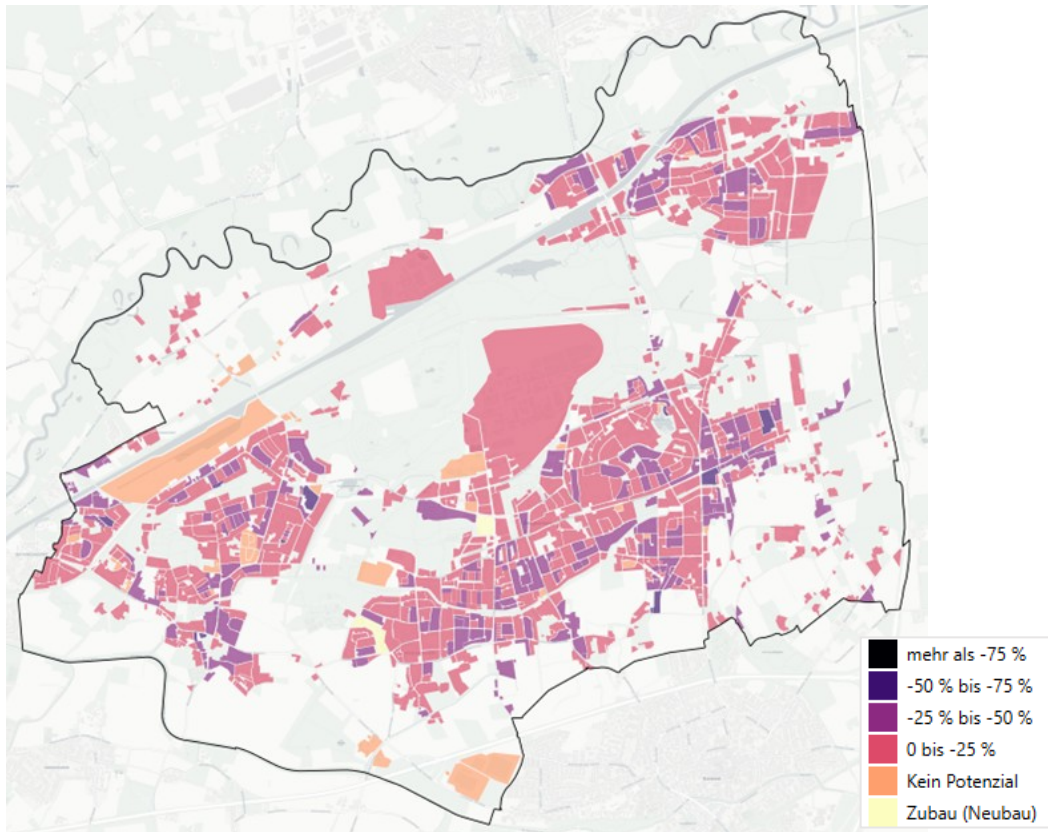 mehr als -75 %
-50 % bis -75 %
-25 % bis -50 %
0 bis -25 %
Kein Potenzial
Zubau (Neubau)